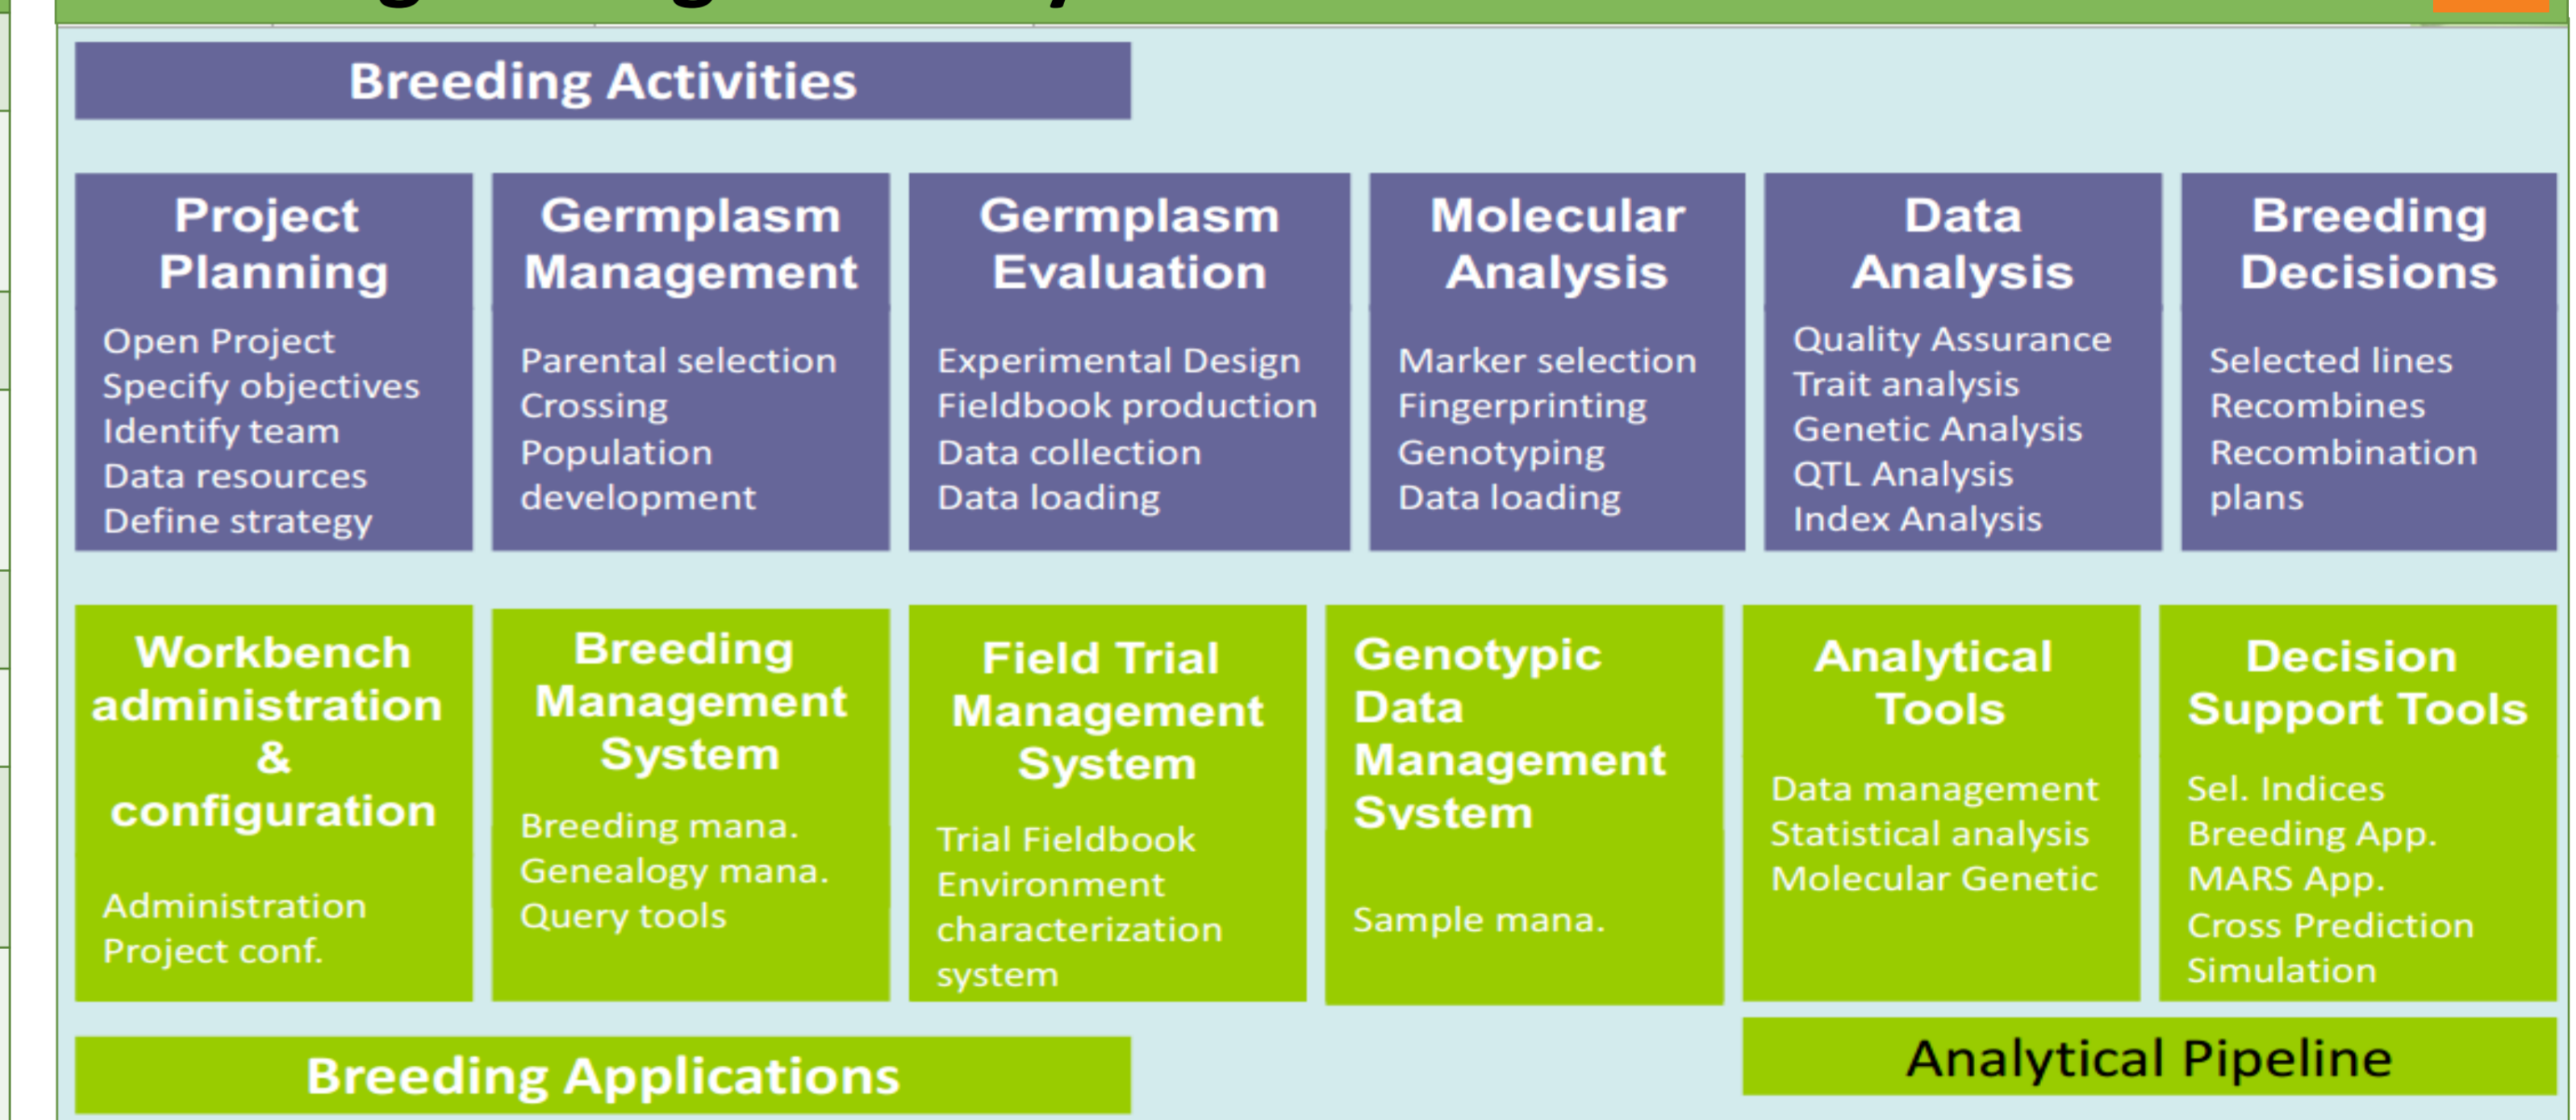 Breeding Activities
Project
Planning
Open Project
Specify objectives
Identify team
Data resources
Define strategy
Germplasm
Management
Parental selection
Crossing
Population
development
Germplasm
Evaluation
Experimental Design
Fieldbook production
Data collection
Data loading
Molecular
Analysis
Marker selection
Fingerprinting
Genotyping
Data loading
Data
Analysis
Quality Assurance
Trait analysis
Genetic Analysis
QTL Analysis
Index Analysis
Breeding
Decisions
Selected lines
Recombines
Recombination
plans
Workbench
administration
&
configuration
Administration
Project conf.
Breeding
Management
System
Breeding mana.
Genealogy mana.
Query tools
Field Trial
Management
System
Trial Fieldbook
Environment
characterization
system
Genotypic
Data
Management
System
Sample mana.
Analytical
Tools
Data management
Statistical analysis
Molecular Genetic
Decision
Support Tools
Sel. Indices
Breeding App.
MARS App.
Cross Prediction
Simulation
Breeding Applications
Analytical Pipeline